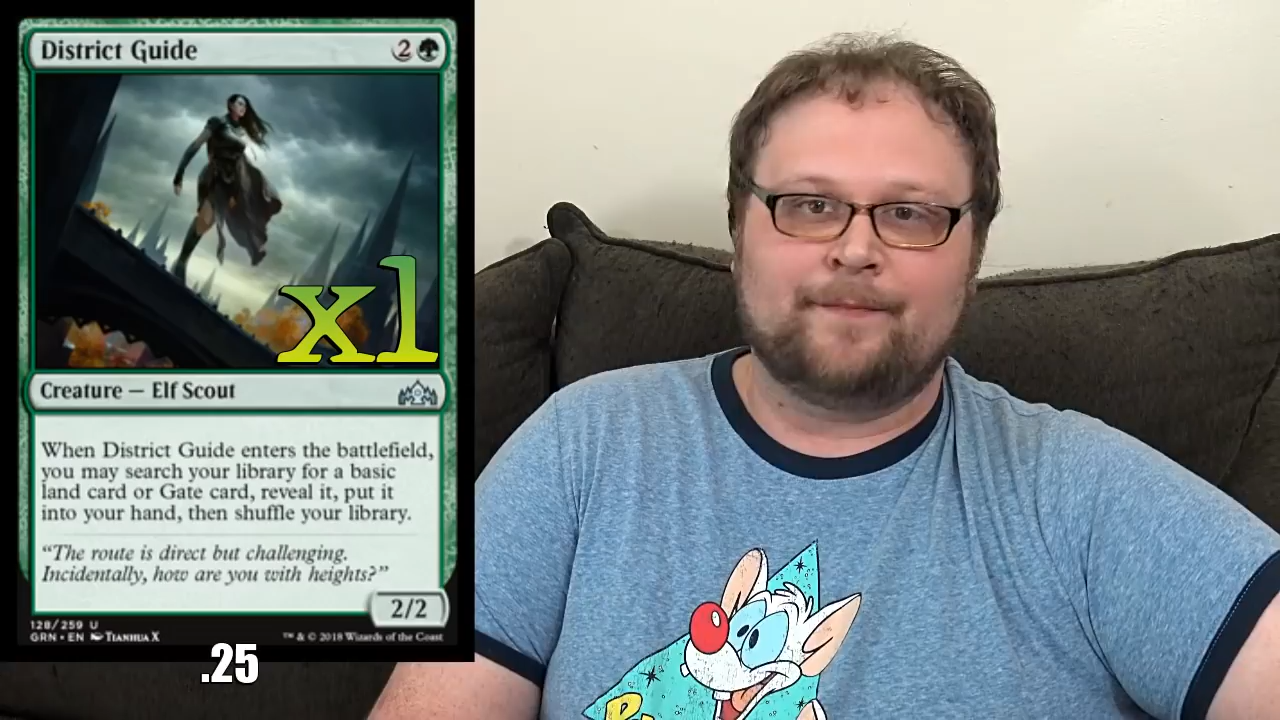 District Guide 2
x1
Creature — Elf Scout
When District Guide enters the battlefield,
you may search your library for a basic
land card or Gate card, reveal it, put it
into your hand, then shuffle your library.
“The route is direct but challenging.
Incidentally, how are you with heights?”
2/2
128/259 U
GRN • EN TIANHUA X
™ & © 2018 Wizards of the Coast
.25